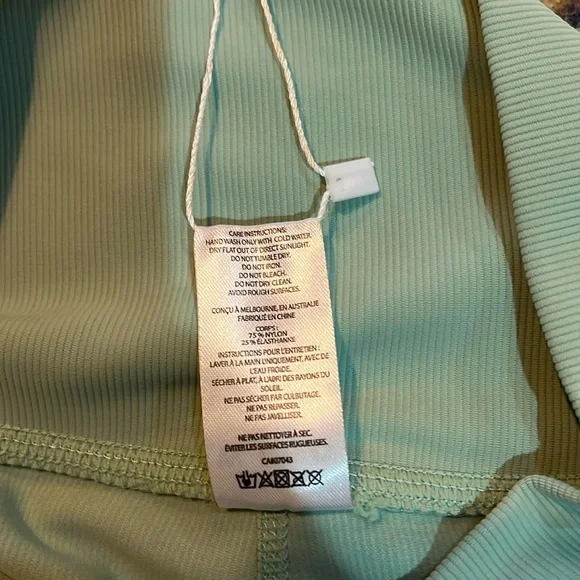 CARE INSTRUCTIONS:
HAND WASH ONLY WITH COLD WATER.
DRY FLAT OUT OF DIRECT SUNLIGHT.
DO NOT TUMBLE DRY.
DO NOT IRON.
DO NOT BLEACH.
DO NOT DRY CLEAN.
AVOID ROUGH SURFACES.
CONÇU À MELBOURNE, EN AUSTRALIE
FABRIQUÉ EN CHINE
CORPS :
75 % NYLON
25 % ÉLASTHANNE
INSTRUCTIONS POUR L'ENTRETIEN :
LAVER À LA MAIN UNIQUEMENT, AVEC DE
L'EAU FROIDE.
SÉCHER À PLAT, À L'ABRI DES RAYONS DU
SOLEIL.
NE PAS SÉCHER PAR CULBUTAGE.
NE PAS REPASSER.
NE PAS JAVELLISER.
NE PAS NETTOYER À SEC.
ÉVITER LES SURFACES RUGUEUSES.